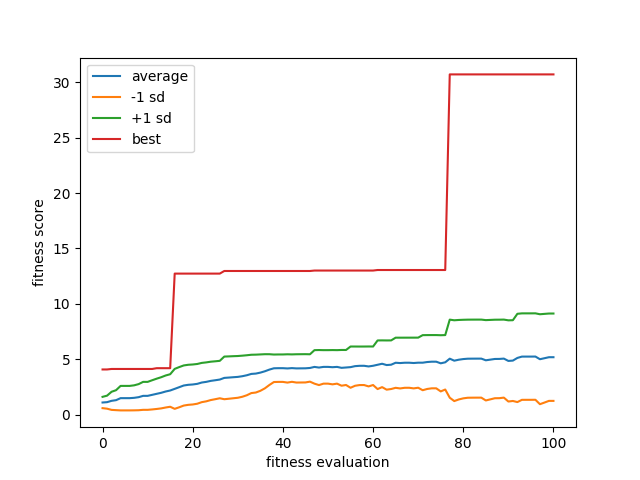 average
-1 sd
+1 sd
best
fitness score
30
25
20
15
10
5
0
0 20 40 60 80 100
fitness evaluation